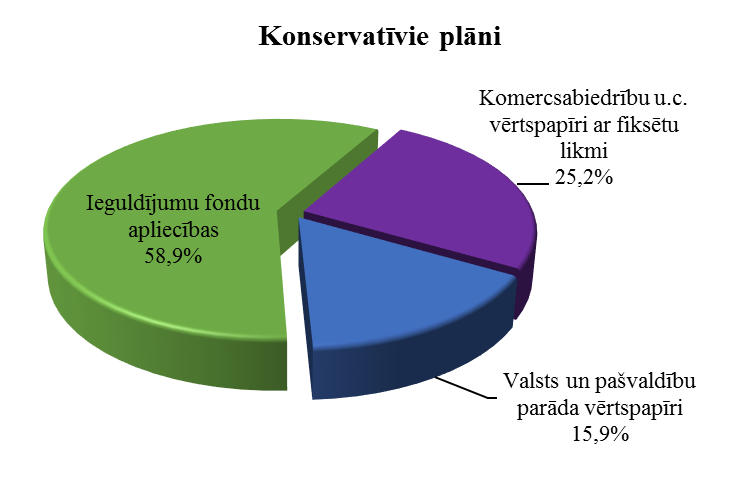 Konservatīvie plāni
Komercsabiedrību u.c.
vērtspapīri ar fiksētu
likmi
25,2%
Ieguldījumu fondu
apliecības
58,9%
Valsts un pašvaldību
parāda vērtspapīri
15,9%